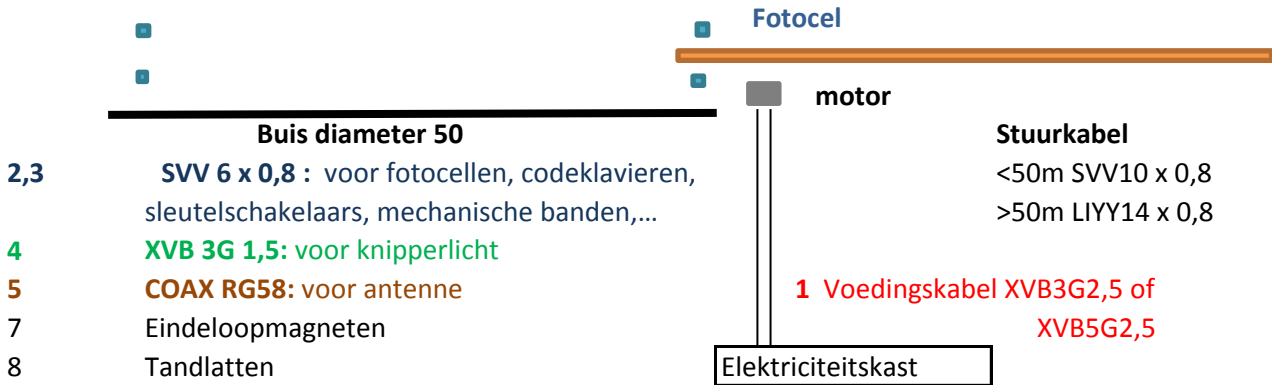 Fotocel
motor
Buis diameter 50
Stuurkabel
2,3 SVV 6 x 0,8 : voor fotocellen, codeklavieren,
<50m SVV10 x 0,8
sleutelschakelaars, mechanische banden,…
>50m LIYY14 x 0,8
4 XVB 3G 1,5: voor knipperlicht
5 COAX RG58: voor antenne
1 Voedingskabel XVB3G2,5 of
7 Eindeloopmagneten
XVB5G2,5
8 Tandlatten
Elektriciteitskast